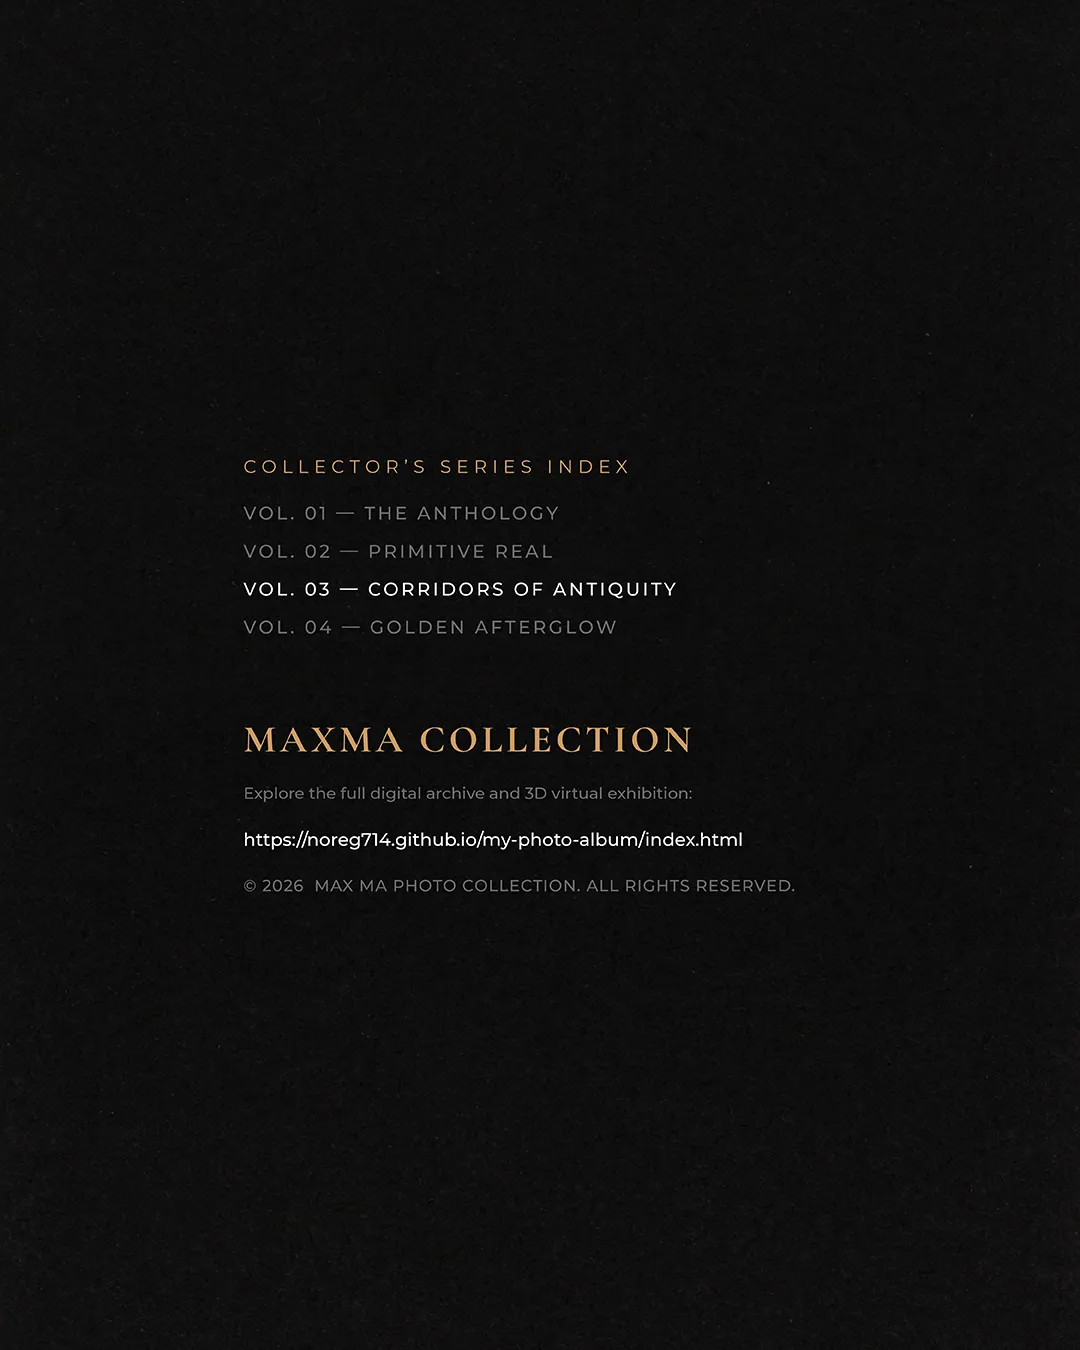 COLLECTOR’S SERIES INDEX
VOL. 01 — THE ANTHOLOGY
VOL. 02 — PRIMITIVE REAL
VOL. 03 — CORRIDORS OF ANTIQUITY
VOL. 04 — GOLDEN AFTERGLOW
MAXMA COLLECTION
Explore the full digital archive and 3D virtual exhibition:
https://noreg714.github.io/my-photo-album/index.html
© 2026 MAX MA PHOTO COLLECTION. ALL RIGHTS RESERVED.